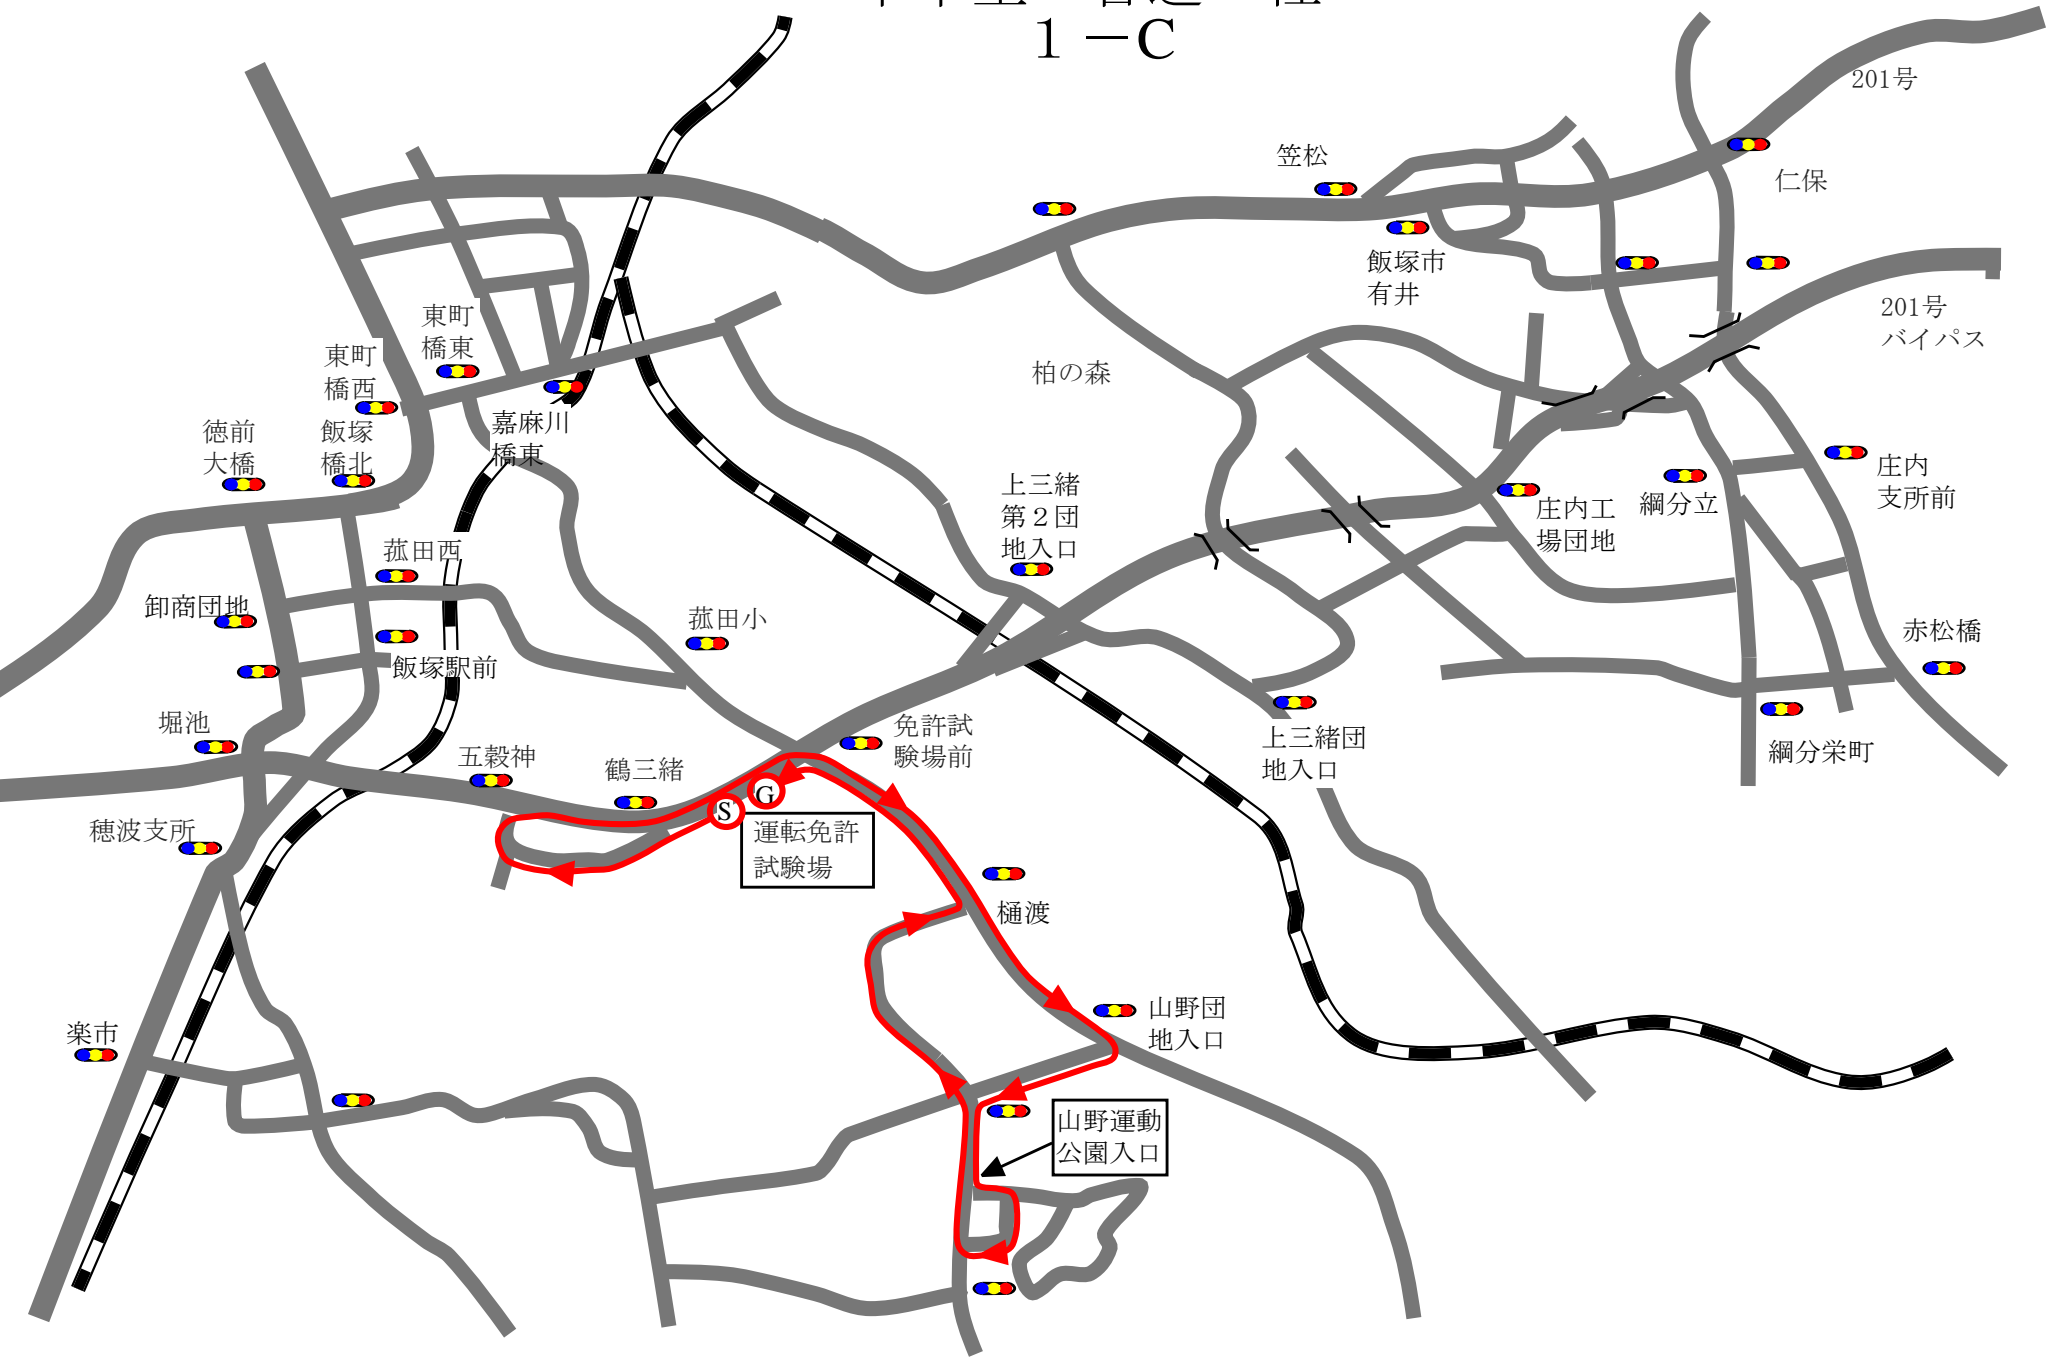 １－C
201号
笠松
仁保
飯塚市
有井
201号
バイパス
東町
橋東
東町
橋西
柏の森
嘉麻川
橋東
徳前
大橋
飯塚
橋北
上三緒
第２団
地入口
庄内
支所前
庄内工
場団地
綱分立
菰田西
卸商団地
菰田小
赤松橋
飯塚駅前
堀池
免許試
験場前
五穀神
鶴三緒
上三緒団
地入口
綱分栄町
S
G
穂波支所
運転免許
試験場
樋渡
山野団
地入口
楽市
山野運動
公園入口